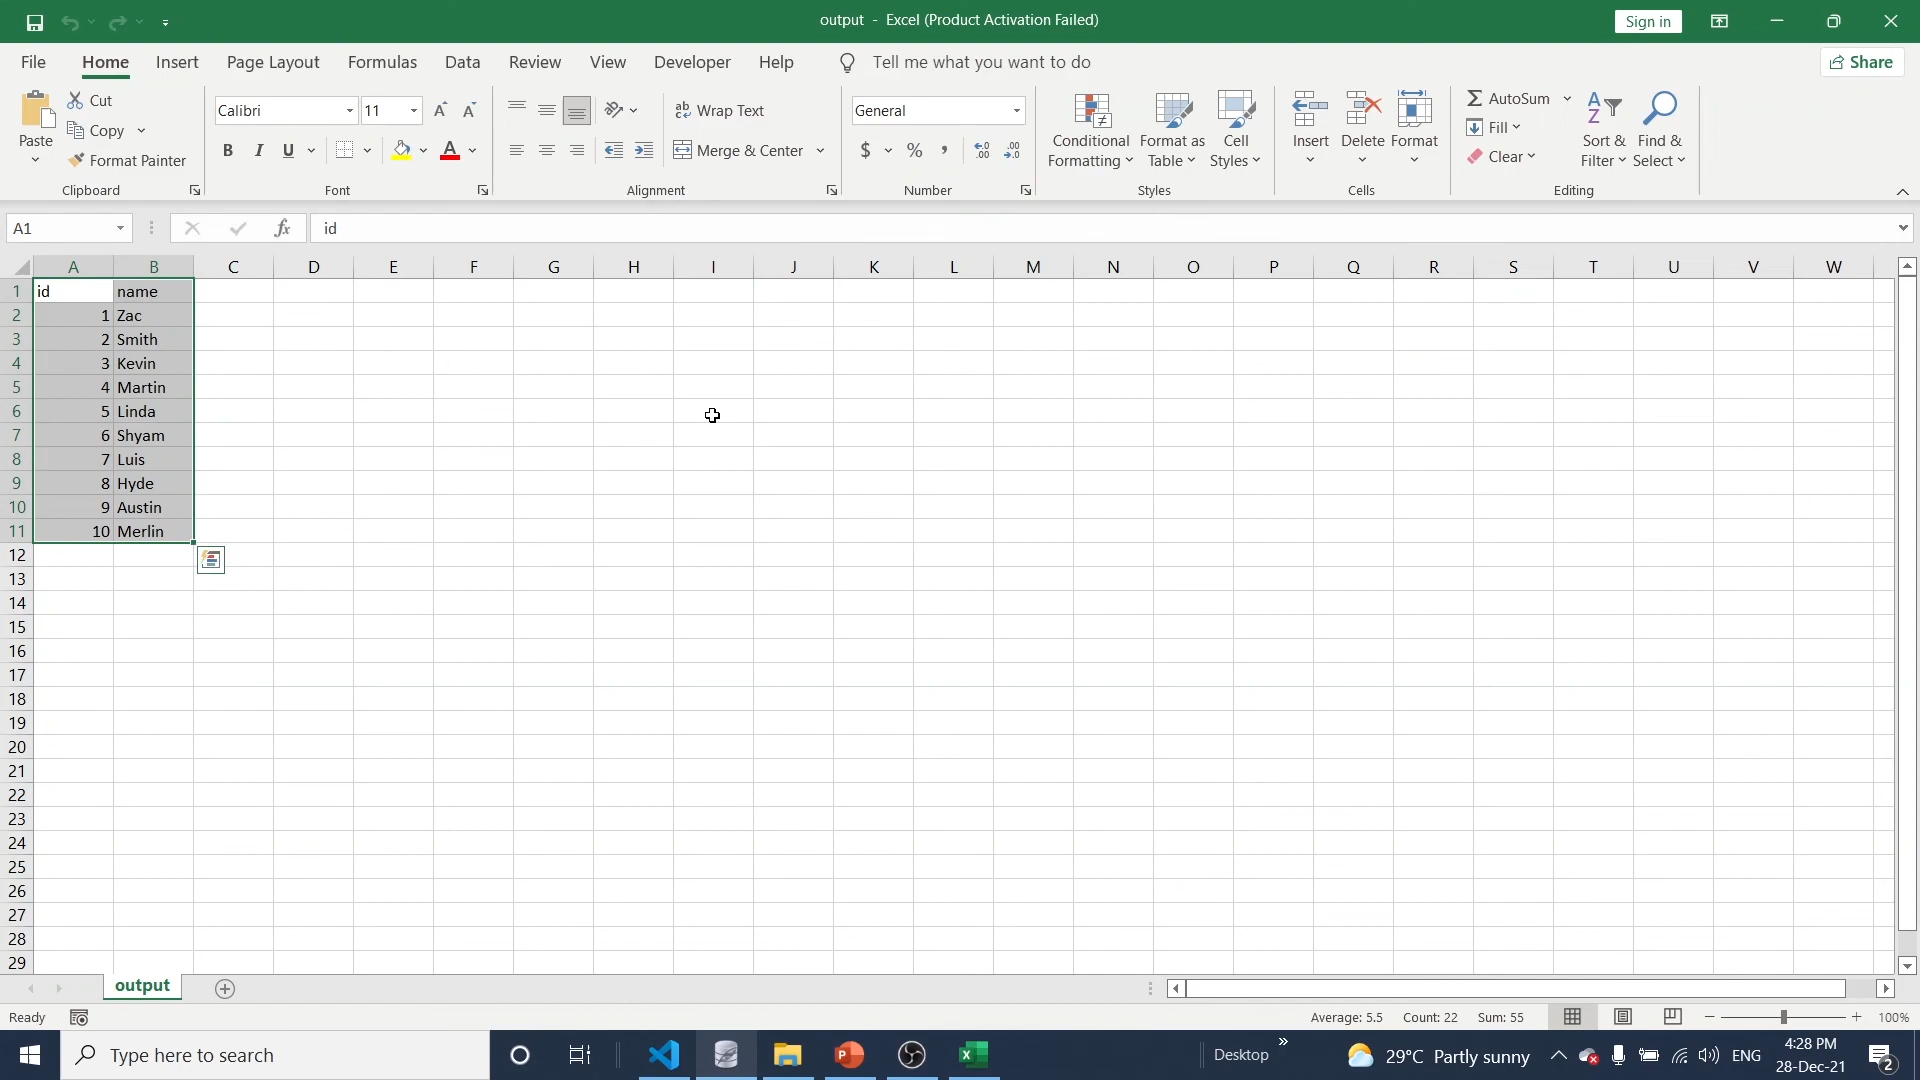 output - Excel (Product Activation Failed)
Sign in
File Home Insert Page Layout Formulas Data Review View Developer Help Tell me what you want to do Share
Paste
Cut
Copy
Format Painter
Clipboard
Calibri 11
B I U A
Font
Wrap Text
Merge & Center
Alignment
General
$ % ,
Number
Conditional Formatting
Format as Table
Cell Styles
Styles
Insert Delete Format
Cells
AutoSum
Fill
Clear
Sort & Filter
Find & Select
Editing
A1 fx id
A B C D E F G H I J K L M N O P Q R S T U V W
1 id name
2 1 Zac
3 2 Smith
4 3 Kevin
5 4 Martin
6 5 Linda
7 6 Shyam
8 7 Luis
9 8 Hyde
10 9 Austin
11 10 Merlin
12
13
14
15
16
17
18
19
20
21
22
23
24
25
26
27
28
29
output
Ready Average: 5.5 Count: 22 Sum: 55 100%
Type here to search Desktop 29°C Partly sunny ENG 4:28 PM
28-Dec-21 2